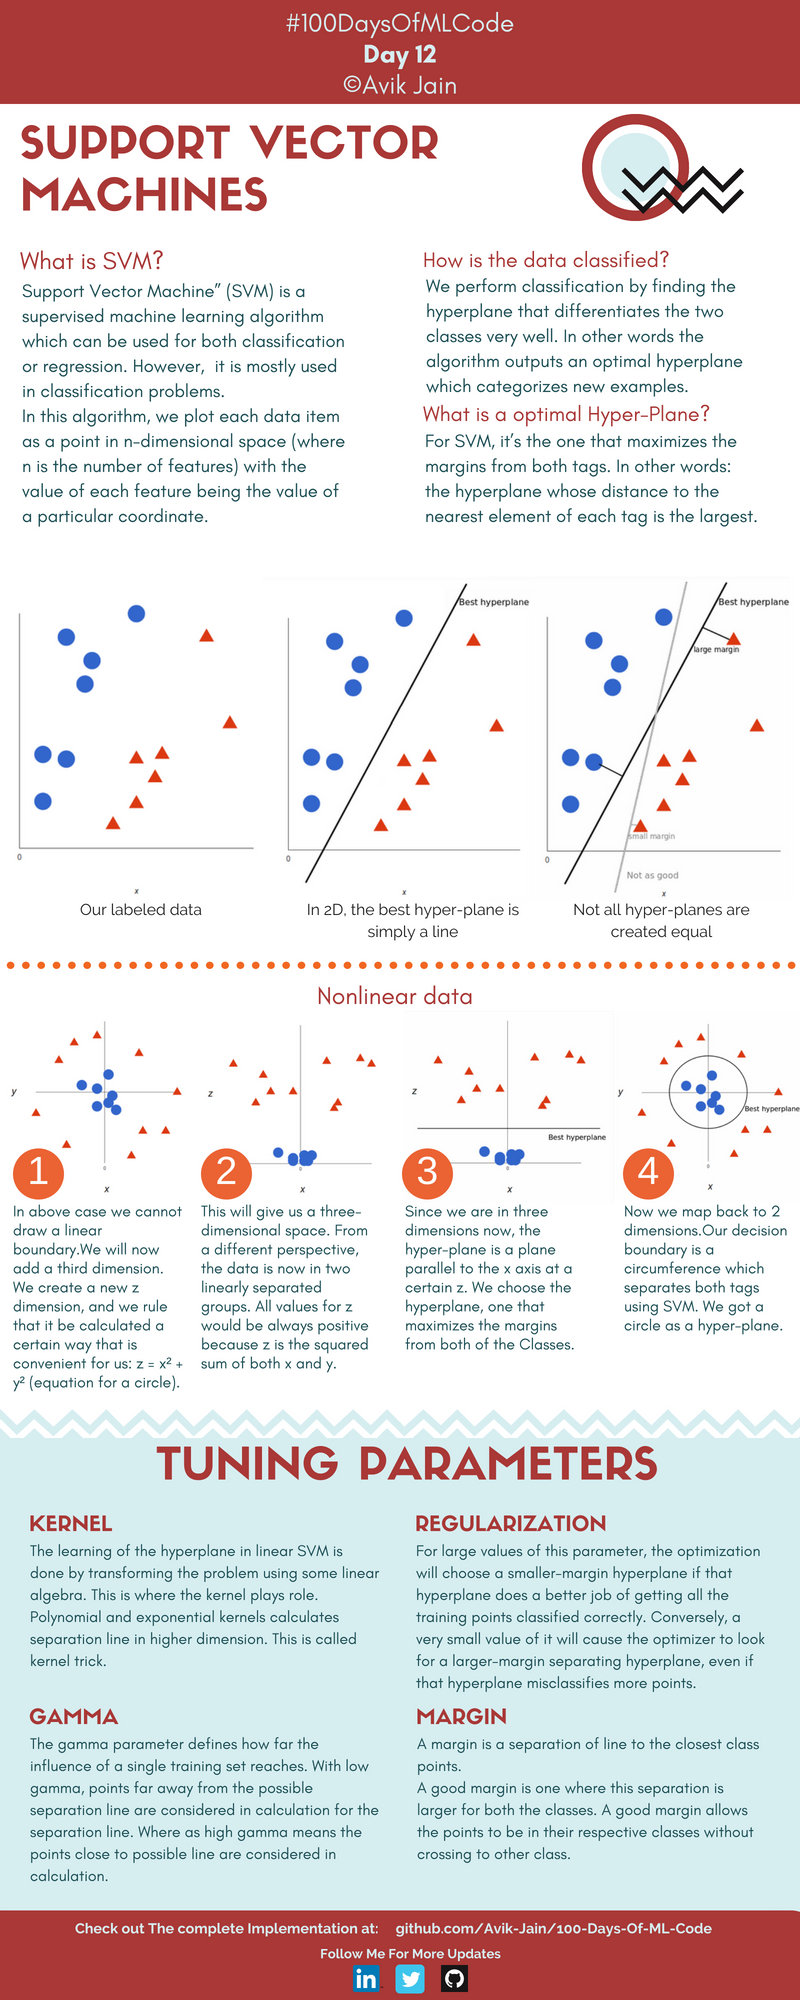 #100DaysOfMLCode
Day 12
©Avik Jain
SUPPORT VECTOR
MACHINES
What is SVM?
Support Vector Machine” (SVM) is a
supervised machine learning algorithm
which can be used for both classification
or regression. However,  it is mostly used
in classification problems.
In this algorithm, we plot each data item
as a point in n-dimensional space (where
n is the number of features) with the
value of each feature being the value of
a particular coordinate.
How is the data classified?
We perform classification by finding the
hyperplane that differentiates the two
classes very well. In other words the
algorithm outputs an optimal hyperplane
which categorizes new examples.
What is a optimal Hyper-Plane?
For SVM, it’s the one that maximizes the
margins from both tags. In other words:
the hyperplane whose distance to the
nearest element of each tag is the largest.
0
x
Our labeled data
Best hyperplane
0
x
In 2D, the best hyper-plane is
simply a line
Best hyperplane
large margin
small margin
0
Not as good
x
Not all hyper-planes are
created equal
Nonlinear data
y
0
x
1
In above case we cannot
draw a linear
boundary.We will now
add a third dimension.
We create a new z
dimension, and we rule
that it be calculated a
certain way that is
convenient for us: z = x² +
y² (equation for a circle).
z
0
x
2
This will give us a three-
dimensional space. From
a different perspective,
the data is now in two
linearly separated
groups. All values for z
would be always positive
because z is the squared
sum of both x and y.
z
Best hyperplane
0
x
3
Since we are in three
dimensions now, the
hyper-plane is a plane
parallel to the x axis at a
certain z. We choose the
hyperplane, one that
maximizes the margins
from both of the Classes.
y
Best hyperplane
0
x
4
Now we map back to 2
dimensions.Our decision
boundary is a
circumference which
separates both tags
using SVM. We got a
circle as a hyper-plane.
TUNING PARAMETERS
KERNEL
The learning of the hyperplane in linear SVM is
done by transforming the problem using some linear
algebra. This is where the kernel plays role.
Polynomial and exponential kernels calculates
separation line in higher dimension. This is called
kernel trick.
REGULARIZATION
For large values of this parameter, the optimization
will choose a smaller-margin hyperplane if that
hyperplane does a better job of getting all the
training points classified correctly. Conversely, a
very small value of it will cause the optimizer to look
for a larger-margin separating hyperplane, even if
that hyperplane misclassifies more points.
GAMMA
The gamma parameter defines how far the
influence of a single training set reaches. With low
gamma, points far away from the possible
separation line are considered in calculation for the
separation line. Where as high gamma means the
points close to possible line are considered in
calculation.
MARGIN
A margin is a separation of line to the closest class
points.
A good margin is one where this separation is
larger for both the classes. A good margin allows
the points to be in their respective classes without
crossing to other class.
Check out The complete Implementation at: github.com/Avik-Jain/100-Days-Of-ML-Code
Follow Me For More Updates
in